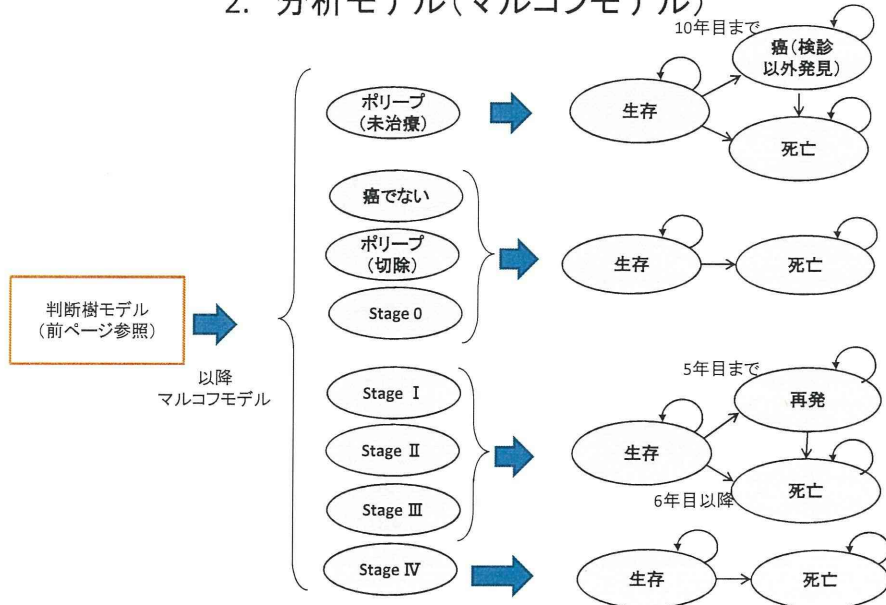 2. 分析モデル(マルコフモデル)
判断樹モデル
(前ページ参照)
以降
マルコフモデル
ポリープ
(未治療)
生存
10年目まで
癌(検診
以外発見)
死亡
癌でない
ポリープ
(切除)
Stage 0
生存
死亡
Stage Ⅰ
Stage Ⅱ
Stage Ⅲ
生存
5年目まで
再発
6年目以降
死亡
Stage Ⅳ
生存
死亡